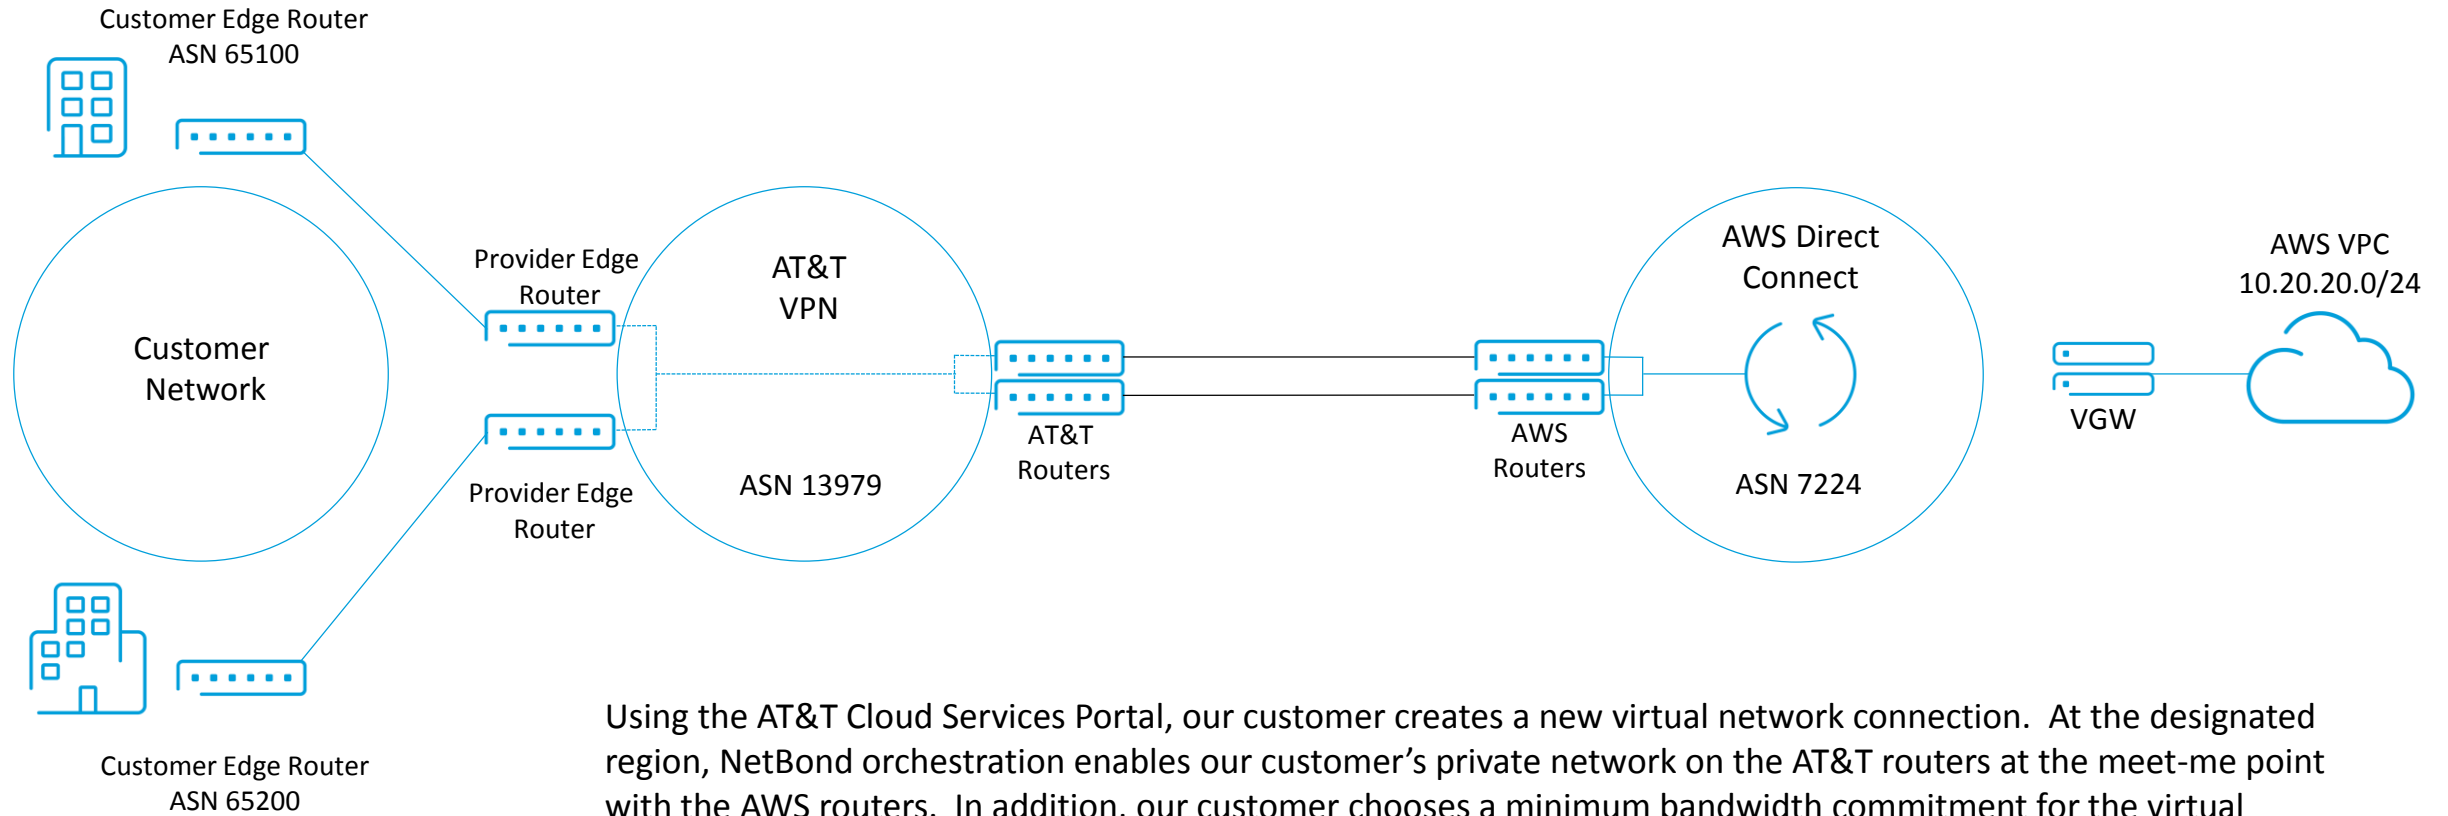 Customer Edge Router
ASN 65100
Customer
Network
Customer Edge Router
ASN 65200
Provider Edge
Router
Provider Edge
Router
AT&T
VPN
ASN 13979
AT&T
Routers
AWS
Routers
AWS Direct
Connect
ASN 7224
VGW
AWS VPC
10.20.20.0/24
Using the AT&T Cloud Services Portal, our customer creates a new virtual network connection. At the designated
region, NetBond orchestration enables our customer’s private network on the AT&T routers at the meet-me point
with the AWS routers. In addition, our customer chooses a minimum bandwidth commitment for the virtual